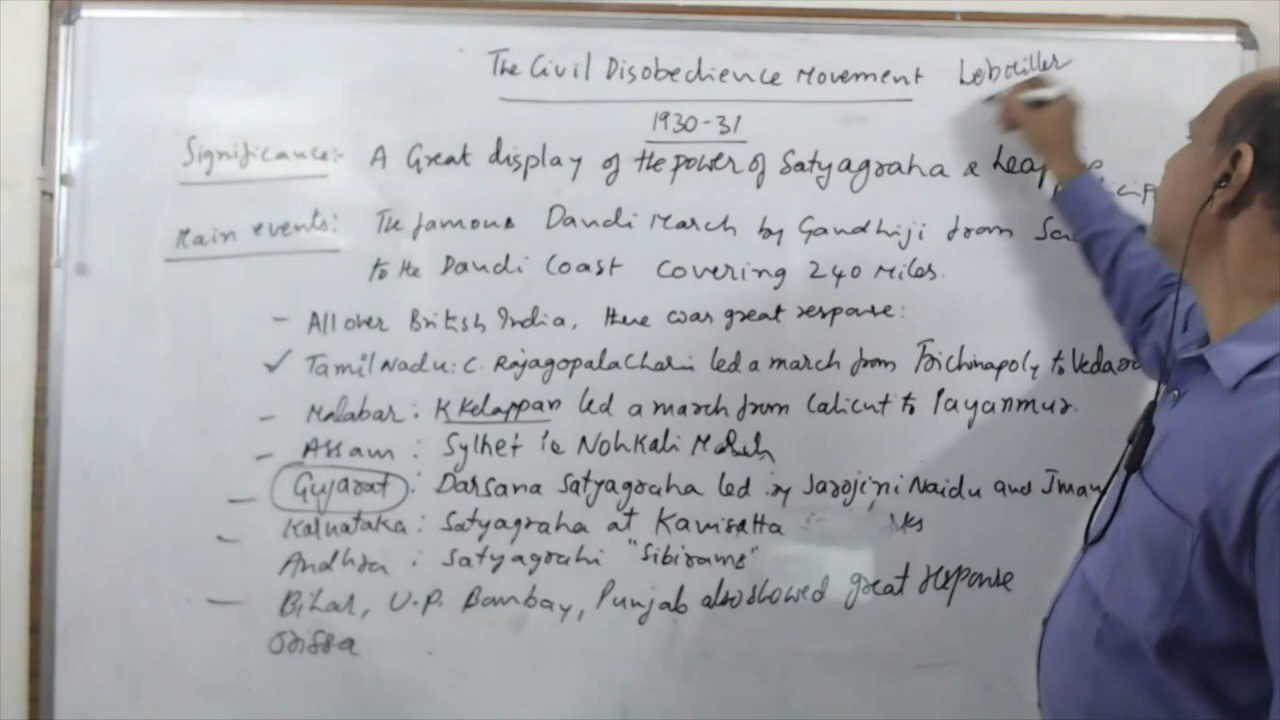 The Civil Disobedience Movement
1930-31
Significance:- A Great display of the power of Satyagraha &
Main events: The famous Dandi March by Gandhiji from
to the Dandi Coast covering 240 Miles.
- All over British India, there was great response:
✓ Tamil Nadu: C. Rajagopalachari led a march from Trichinapoly to
- Malabar: K Kelappan led a march from Calicut to Payanmur.
- Assam: Sylhet to Nohkali March
- Gujarat: Darsana Satyagraha led by Sarojini Naidu and
- Karnataka: Satyagraha at
Andhra: Satyagrahi "Sibirams"
- Bihar, U.P. Bombay, Punjab also showed great response
Orissa